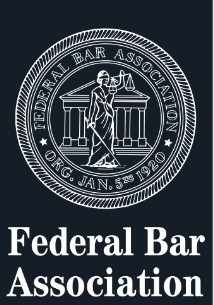 FEDERAL BAR ASSOCIATION
ORG. JAN. 5TH 1920
Federal Bar
Association